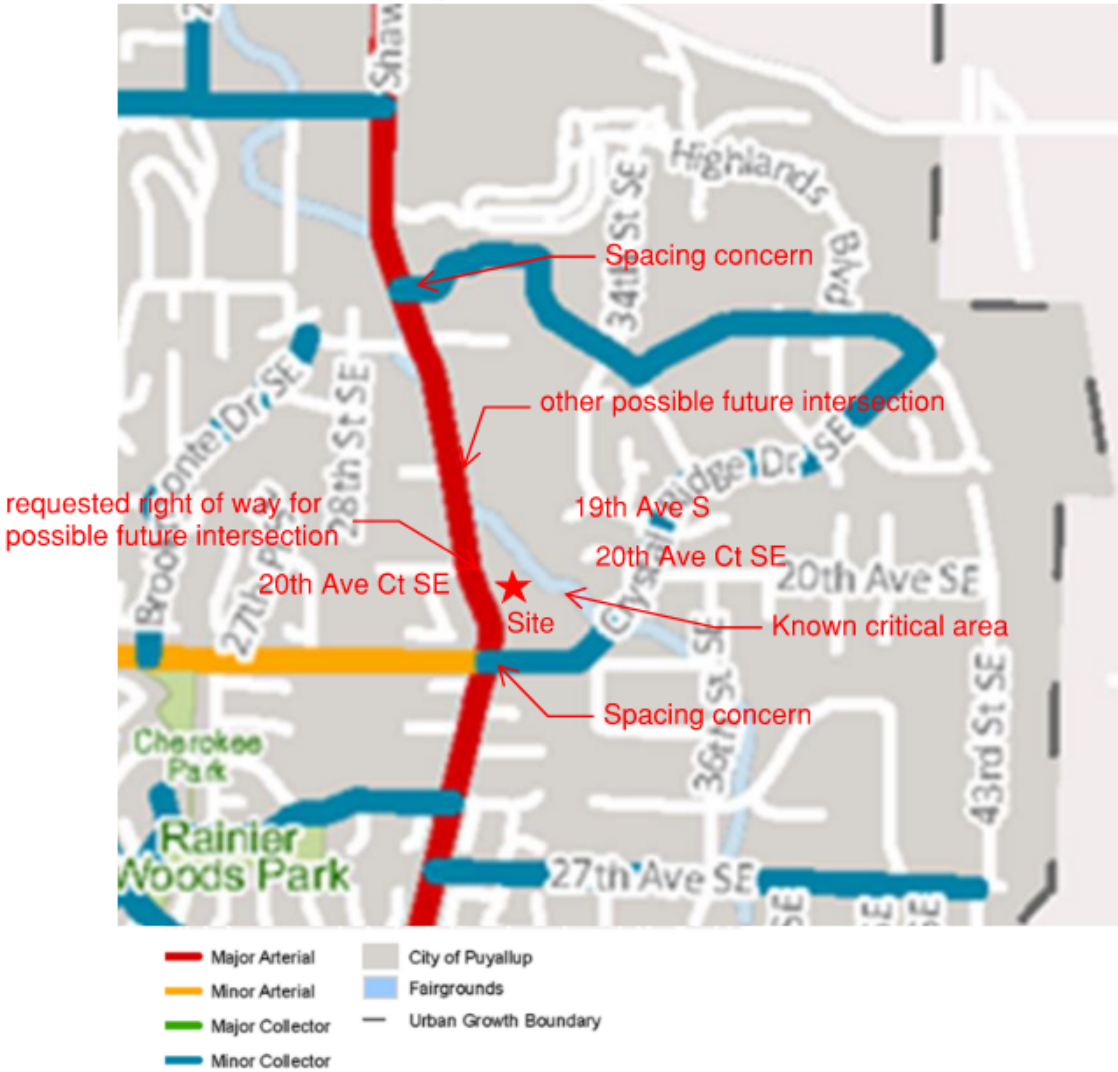 Shaw
Highlands
Blvd
34th St SE
Spacing concern
other possible future intersection
Dr SE
28th St SE
requested right of way for
possible future intersection
Crystal Ridge Dr SE
19th Ave S
20th Ave Ct SE
20th Ave Ct SE
20th Ave SE
27th
Site
Known critical area
Spacing concern
36th St SE
43rd St SE
Cherokee
Park
Rainier
Woods Park
27th Ave SE
SE
SE
SE
Major Arterial
City of Puyallup
Minor Arterial
Fairgrounds
Major Collector
Urban Growth Boundary
Minor Collector